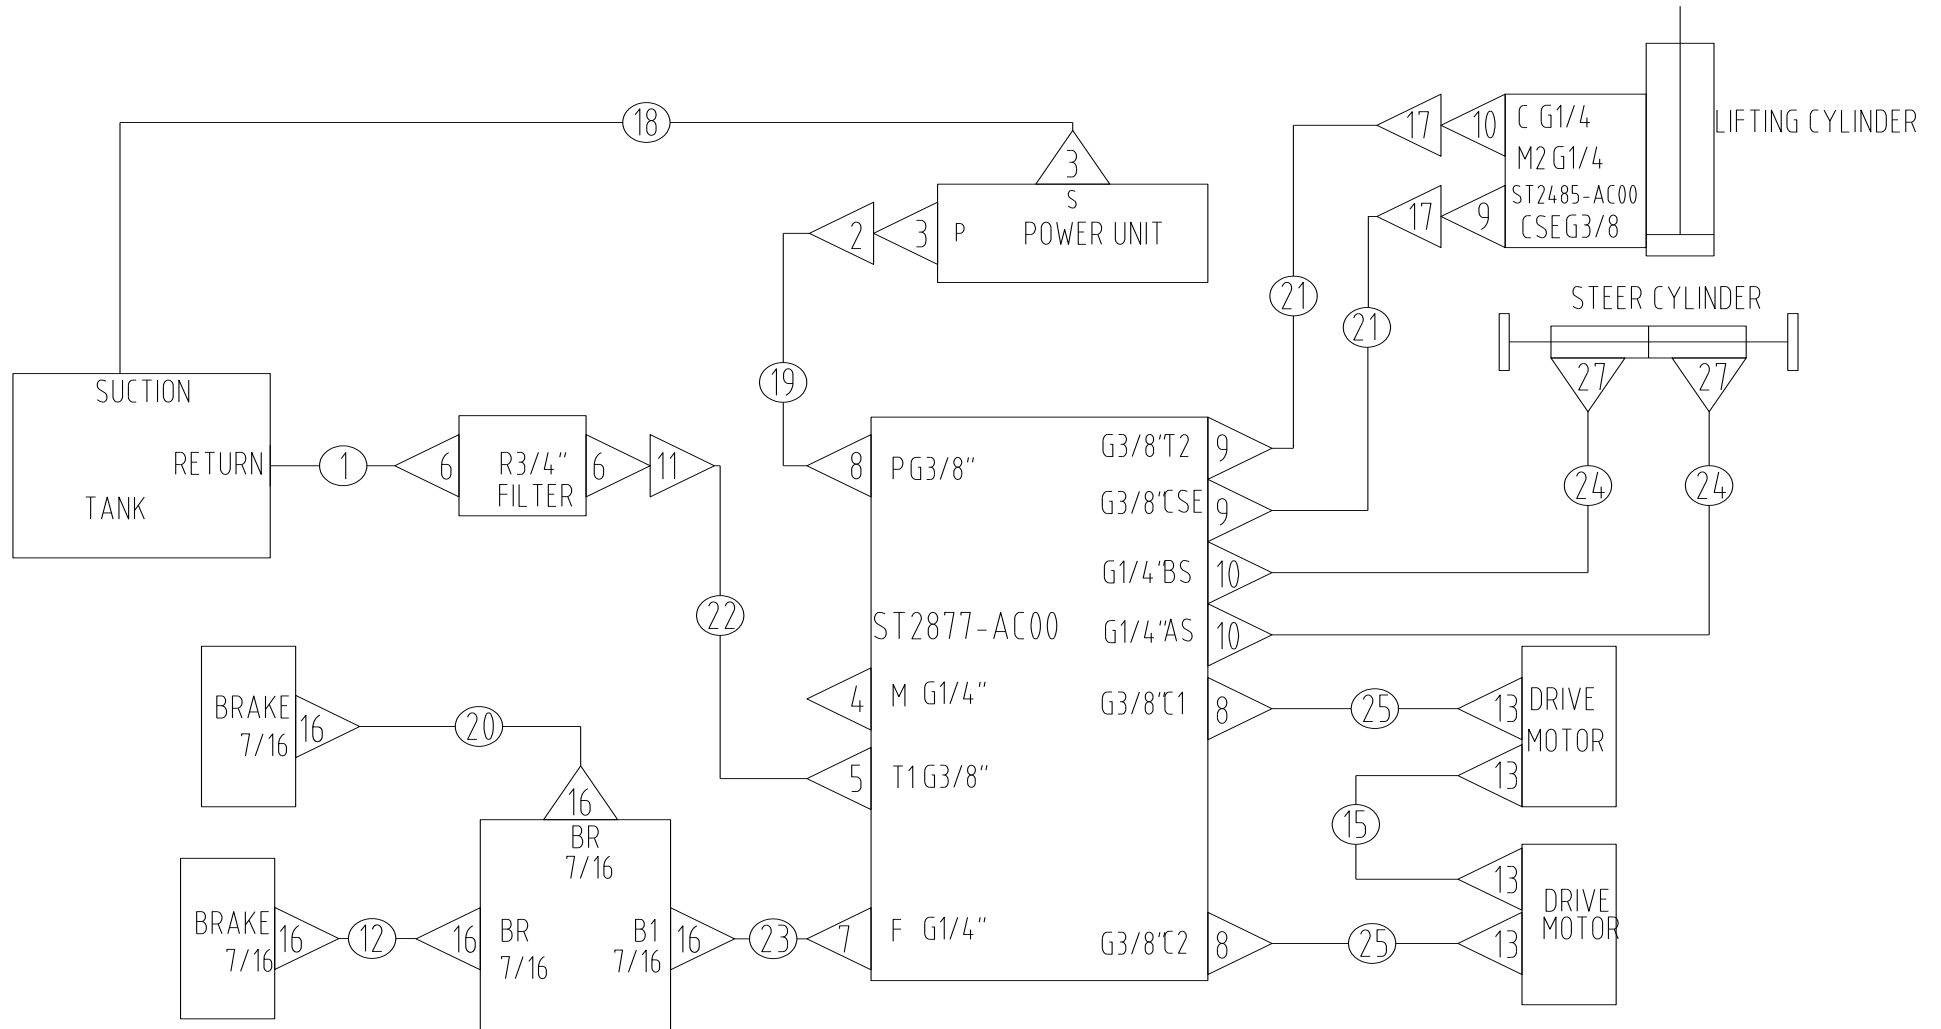 18
3
S
2
3
P
POWER UNIT
17
10
C G1/4
M2 G1/4
ST2485-AC00
17
9
CSEG3/8
LIFTING CYLINDER
21
21
STEER CYLINDER
27
27
19
SUCTION
RETURN
TANK
1
6
R3/4"
FILTER
6
11
8
PG3/8"
G3/8"T2
9
G3/8"CSE
9
24
24
G1/4"BS
10
G1/4"AS
10
22
ST2877-AC00
4
M G1/4"
G3/8"C1
8
25
13
DRIVE
MOTOR
13
5
T1G3/8"
BRAKE
7/16
16
20
16
BR
7/16
15
13
DRIVE
MOTOR
BRAKE
7/16
16
12
16
BR
7/16
B1
7/16
16
23
7
F G1/4"
G3/8"C2
8
25
13